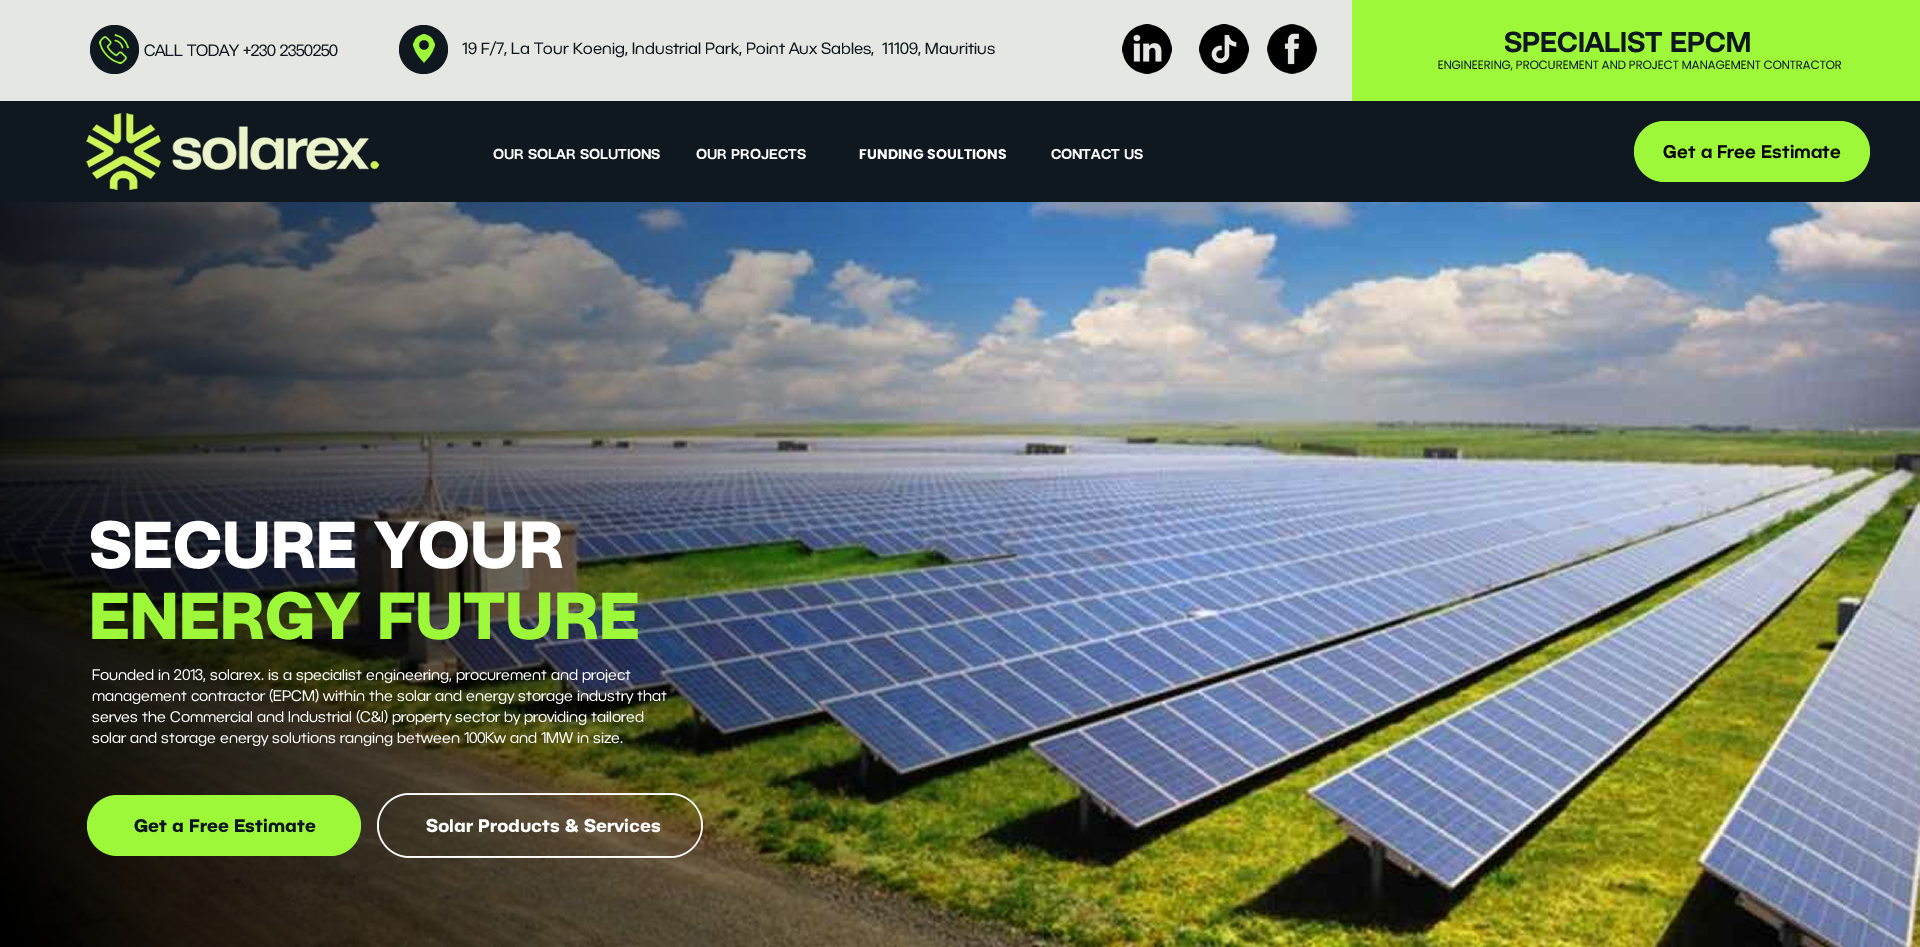 CALL TODAY +230 2350250
19 F/7, La Tour Koenig, Industrial Park, Point Aux Sables,  11109, Mauritius
in
f
SPECIALIST EPCM
ENGINEERING, PROCUREMENT AND PROJECT MANAGEMENT CONTRACTOR
solarex.
OUR SOLAR SOLUTIONS
OUR PROJECTS
FUNDING SOULTIONS
CONTACT US
Get a Free Estimate
SECURE YOUR
ENERGY FUTURE
Founded in 2013, solarex. is a specialist engineering, procurement and project
management contractor (EPCM) within the solar and energy storage industry that
serves the Commercial and Industrial (C&I) property sector by providing tailored
solar and storage energy solutions ranging between 100Kw and 1MW in size.
Get a Free Estimate
Solar Products & Services